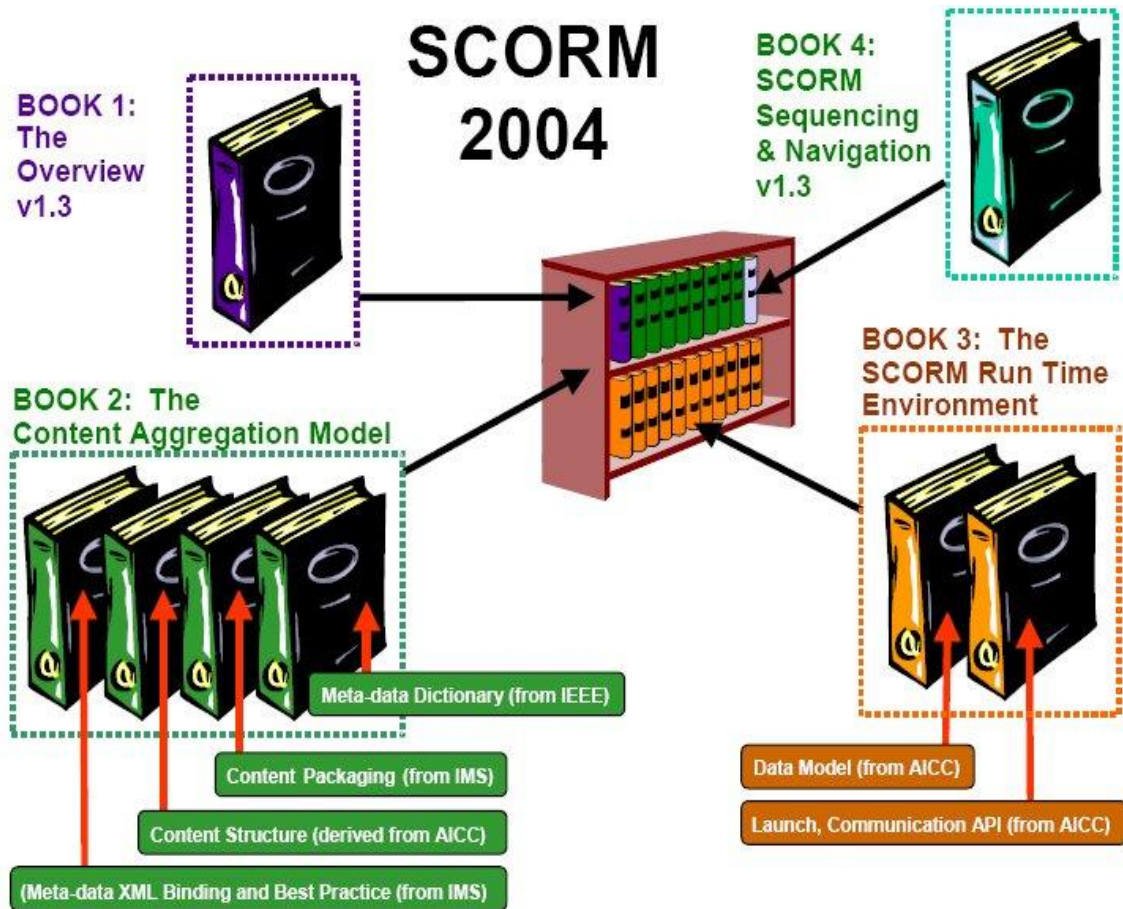 SCORM
2004
BOOK 1:
The
Overview
v1.3
BOOK 4:
SCORM
Sequencing
& Navigation
v1.3
BOOK 2:  The
Content Aggregation Model
BOOK 3:  The
SCORM Run Time
Environment
Meta-data Dictionary (from IEEE)
Content Packaging (from IMS)
Content Structure (derived from AICC)
(Meta-data XML Binding and Best Practice (from IMS)
Data Model (from AICC)
Launch, Communication API (from AICC)